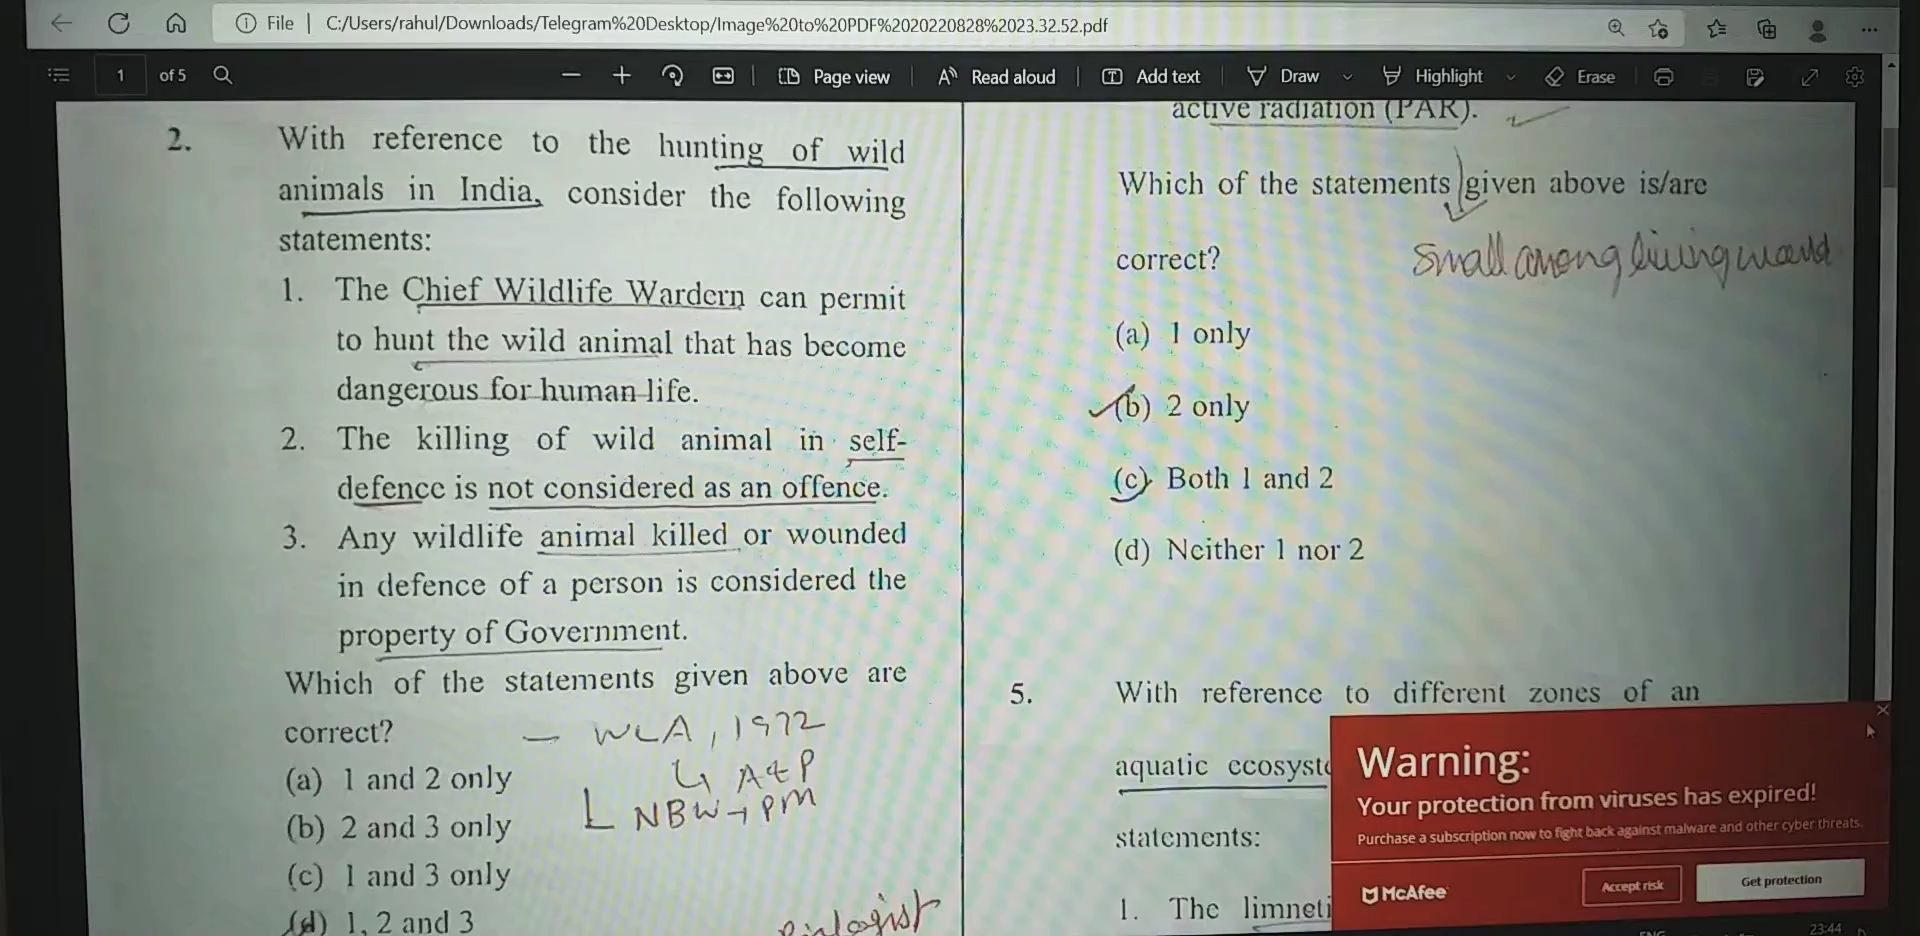 File | C:/Users/rahul/Downloads/Telegram%20Desktop/Image%20to%20PDF%2020220828%2023.32.52.pdf
1 of 5 Page view Read aloud Add text Draw Highlight Erase
2. With reference to the hunting of wild
animals in India, consider the following
statements:
1. The Chief Wildlife Wardern can permit
to hunt the wild animal that has become
dangerous for human life.
2. The killing of wild animal in self-
defence is not considered as an offence.
3. Any wildlife animal killed or wounded
in defence of a person is considered the
property of Government.
Which of the statements given above are
correct?
— WLA, 1972
(a) 1 and 2 only
A & P
(b) 2 and 3 only
NBW → PM
(c) 1 and 3 only
(d) 1, 2 and 3
active radiation (PAR).
Which of the statements given above is/are
correct?
small among living world
(a) 1 only
(b) 2 only
(c) Both 1 and 2
(d) Neither 1 nor 2
5. With reference to different zones of an
aquatic
statements:
1. The
Warning:
Your protection from viruses has expired!
Purchase a subscription now to fight back against malware and other cyber threats.
McAfee
Accept risk
Get protection
23:44